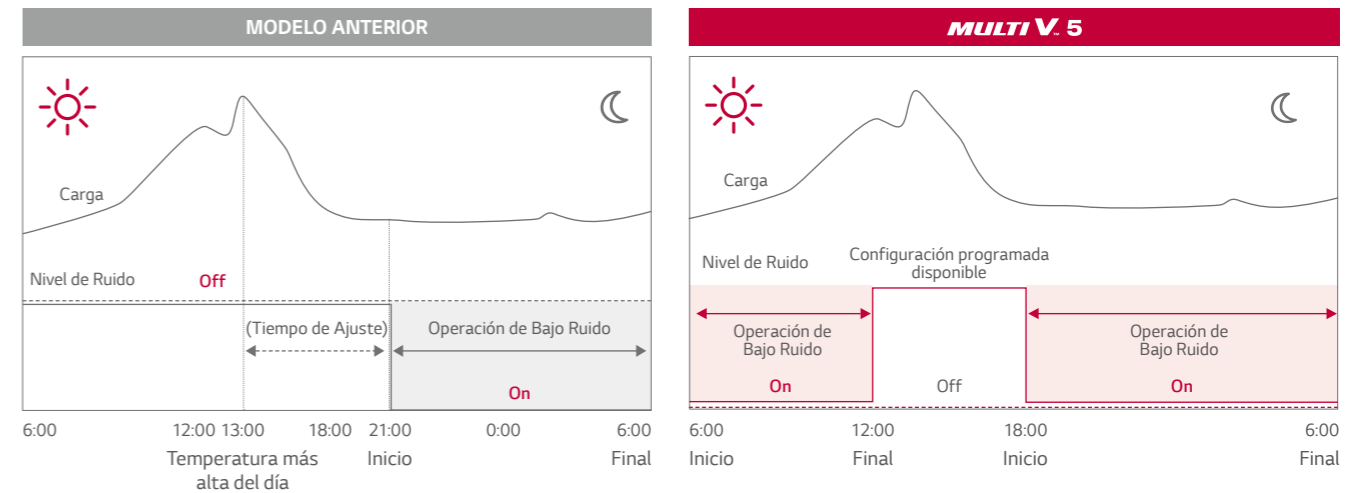 MODELO ANTERIOR
Carga
Nivel de Ruido
Off
(Tiempo de Ajuste)
Operación de Bajo Ruido
On
6:00 12:00 13:00 18:00 21:00 0:00 6:00
Temperatura más Inicio Final
alta del día
MULTI V™ 5
Carga
Nivel de Ruido
Configuración programada
disponible
Operación de
Bajo Ruido
On
Off
Operación de
Bajo Ruido
On
6:00 12:00 18:00 6:00
Inicio Final Inicio Final